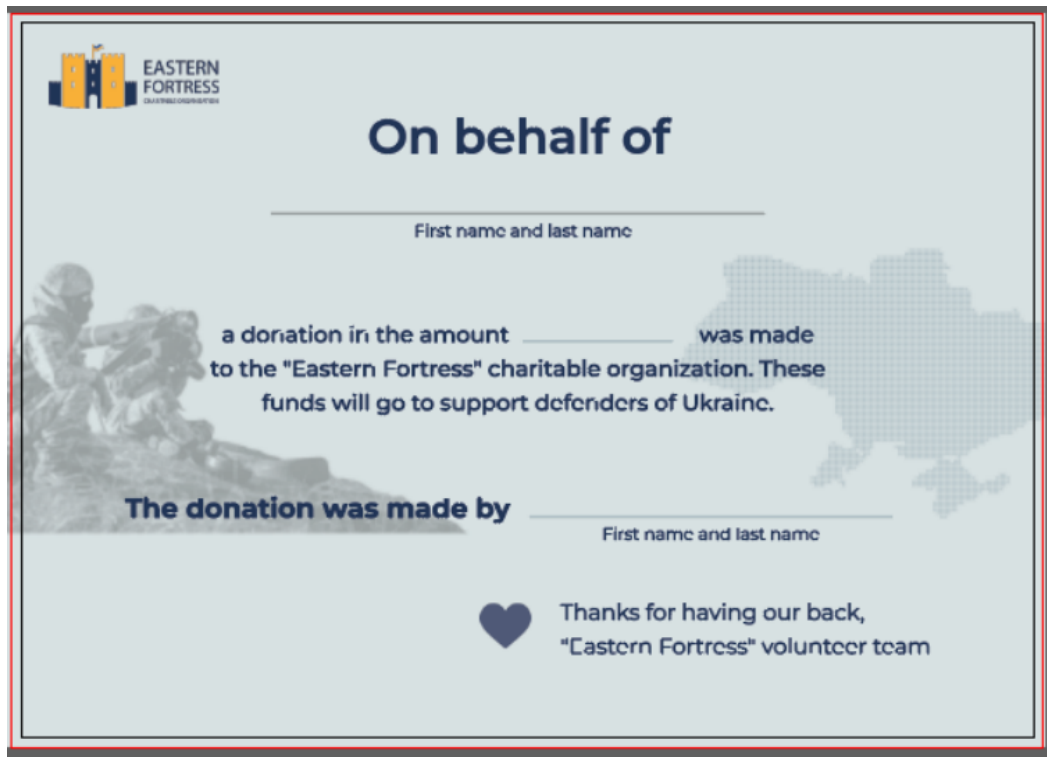 EASTERN
FORTRESS
CHARITABLE ORGANISATION
On behalf of
First name and last name
a donation in the amount was made
to the "Eastern Fortress" charitable organization. These
funds will go to support defenders of Ukraine.
The donation was made by
First name and last name
Thanks for having our back,
"Eastern Fortress" volunteer team